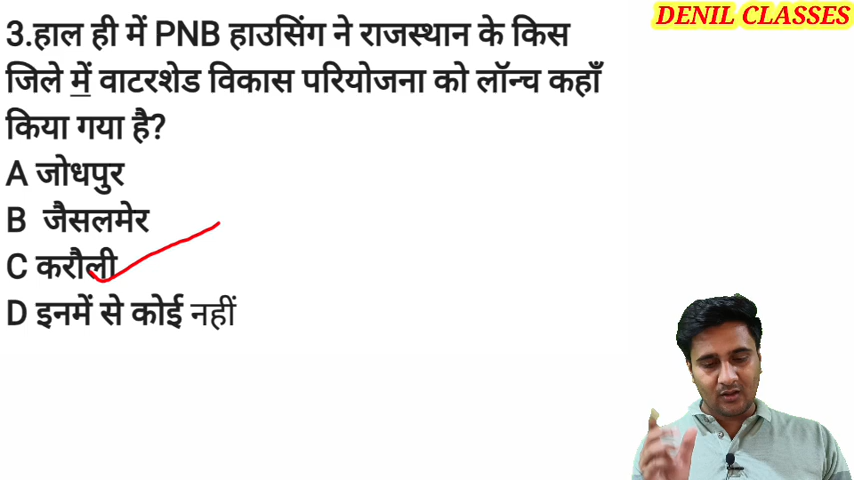 DENIL CLASSES
3.हाल ही में PNB हाउसिंग ने राजस्थान के किस
जिले में वाटरशेड विकास परियोजना को लॉन्च कहाँ
किया गया है?
A जोधपुर
B जैसलमेर
C करौली
D इनमें से कोई नहीं